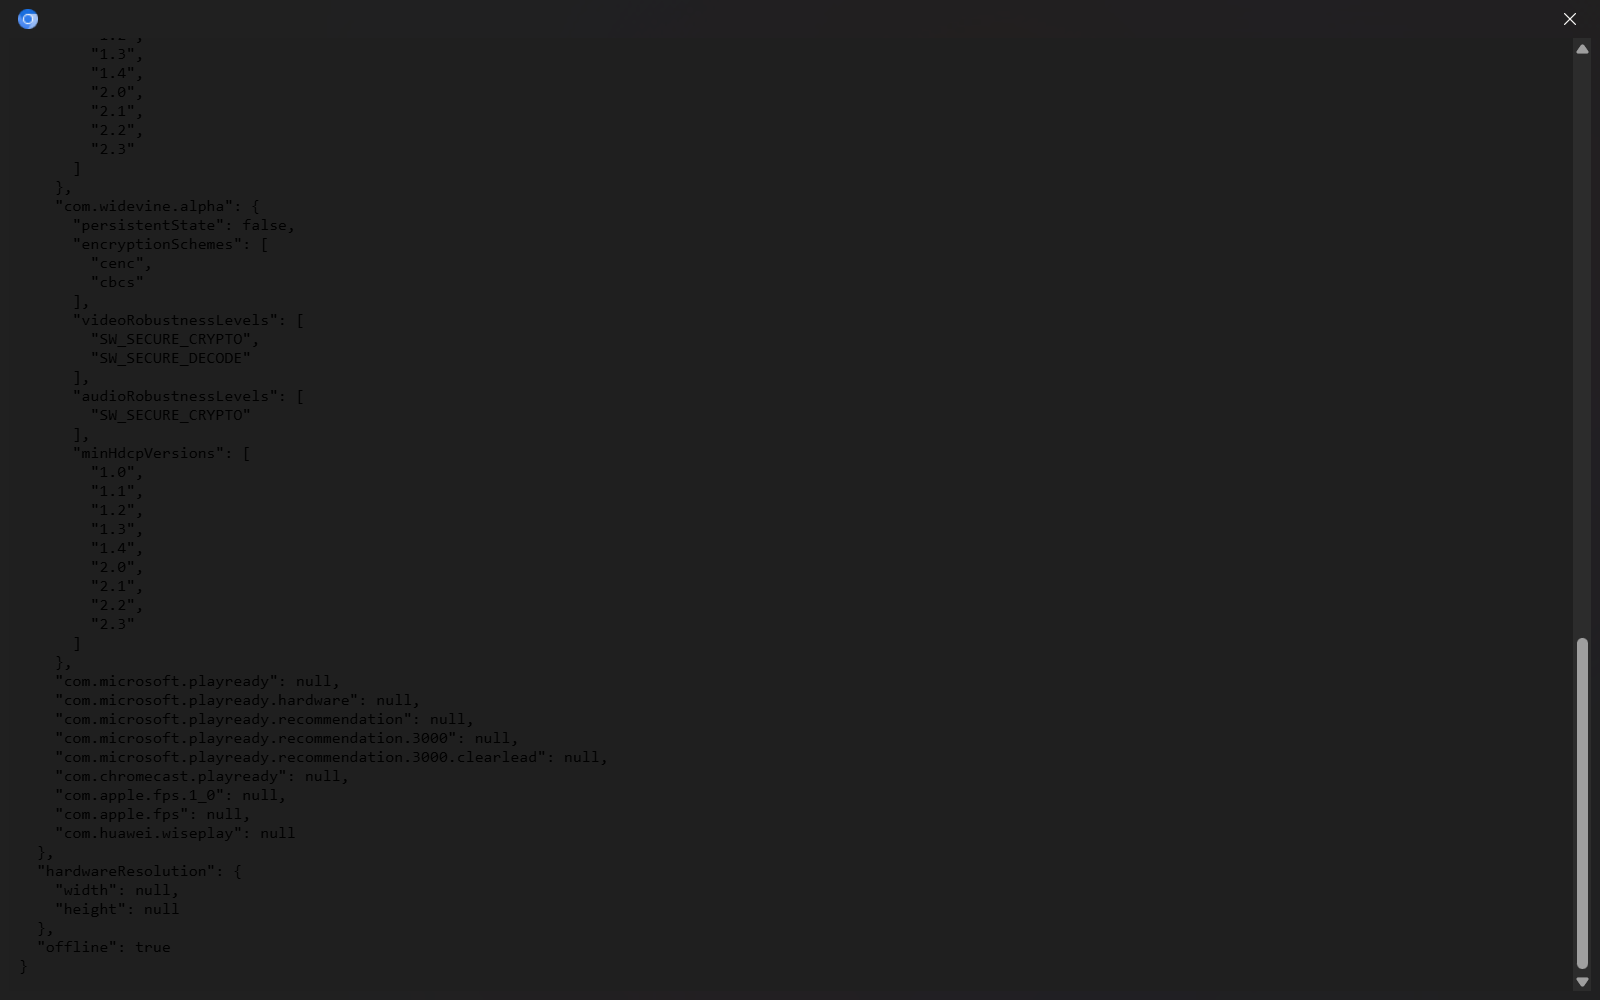 "1.2",
"1.3",
"1.4",
"2.0",
"2.1",
"2.2",
"2.3"
]
},
"com.widevine.alpha": {
"persistentState": false,
"encryptionSchemes": [
"cenc",
"cbcs"
],
"videoRobustnessLevels": [
"SW_SECURE_CRYPTO",
"SW_SECURE_DECODE"
],
"audioRobustnessLevels": [
"SW_SECURE_CRYPTO"
],
"minHdcpVersions": [
"1.0",
"1.1",
"1.2",
"1.3",
"1.4",
"2.0",
"2.1",
"2.2",
"2.3"
]
},
"com.microsoft.playready": null,
"com.microsoft.playready.hardware": null,
"com.microsoft.playready.recommendation": null,
"com.microsoft.playready.recommendation.3000": null,
"com.microsoft.playready.recommendation.3000.clearlead": null,
"com.chromecast.playready": null,
"com.apple.fps.1_0": null,
"com.apple.fps": null,
"com.huawei.wiseplay": null
},
"hardwareResolution": {
"width": null,
"height": null
},
"offline": true
}